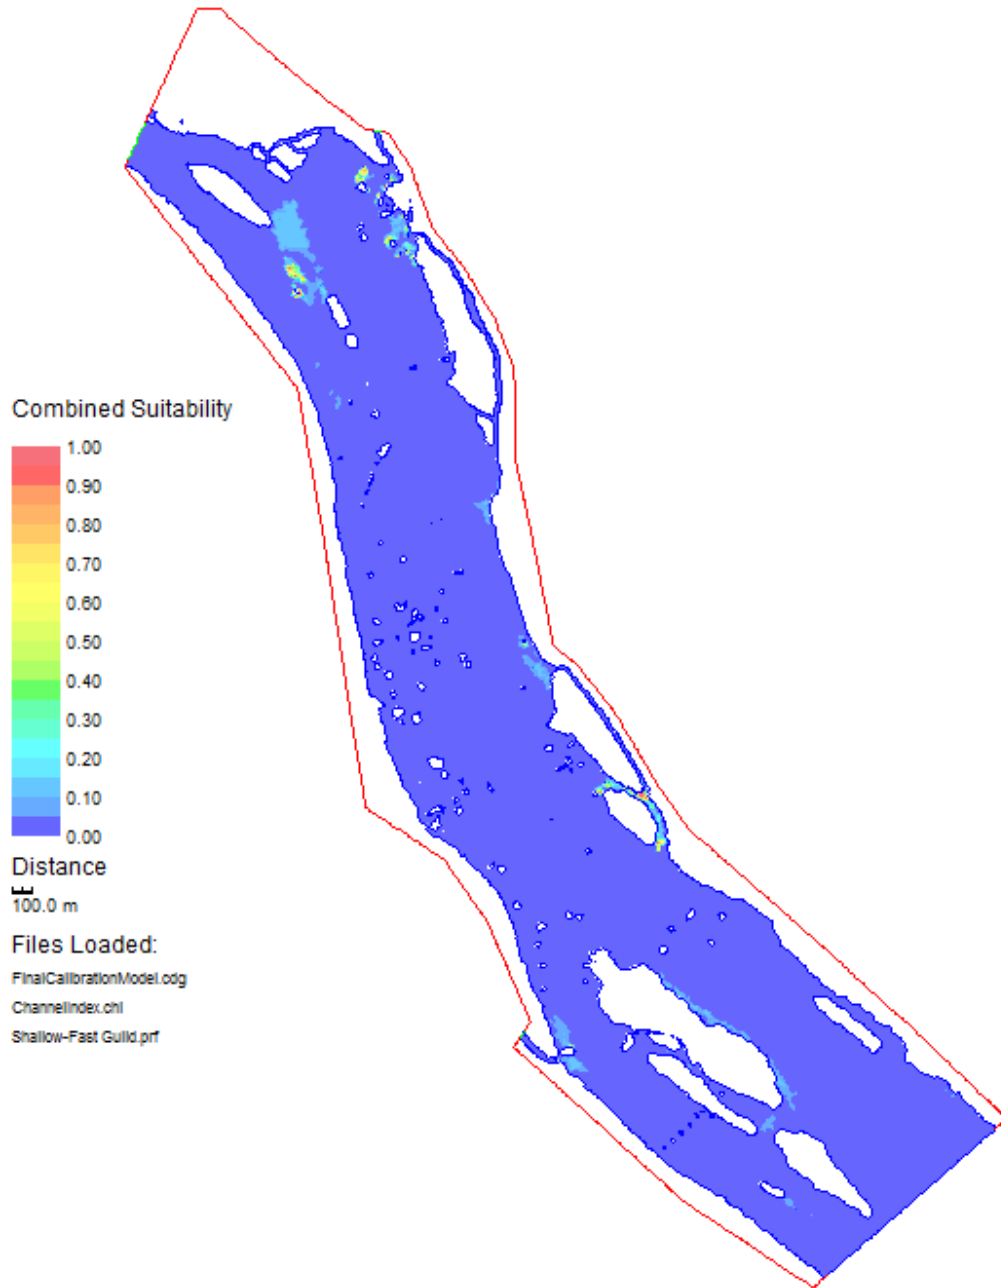 Combined Suitability
1.00
0.90
0.80
0.70
0.60
0.50
0.40
0.30
0.20
0.10
0.00
Distance
100.0 m
Files Loaded:
FinalCalibrationModel.cdg
ChannelIndex.chi
Shallow-Fast Guild.prf